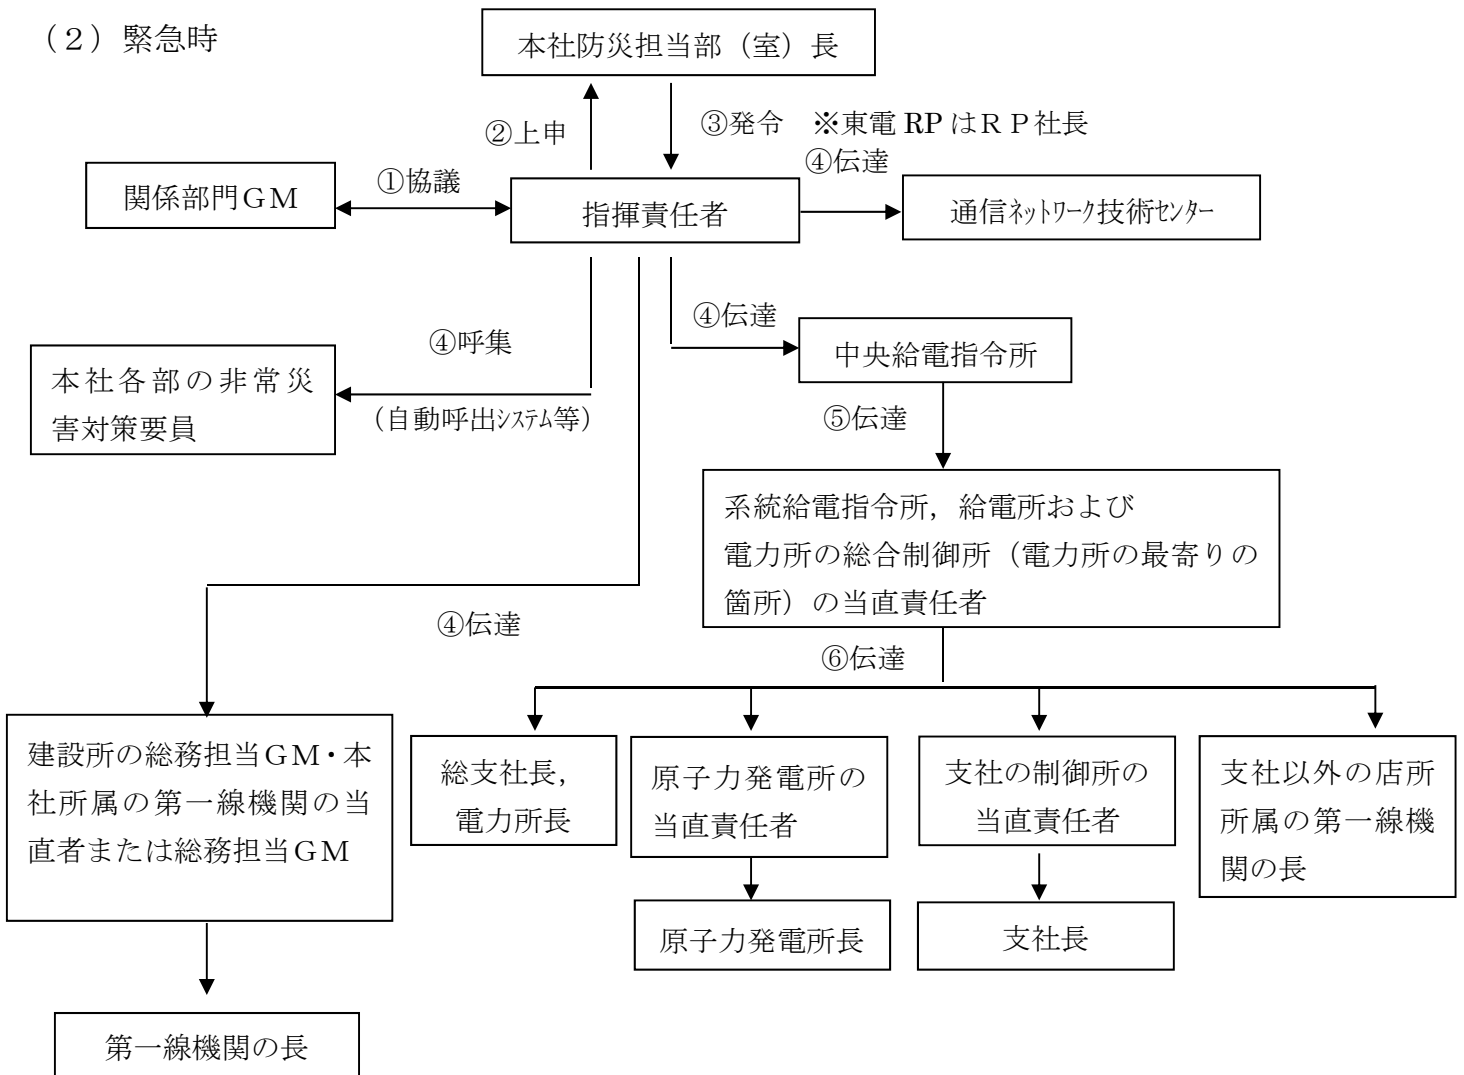 （２）緊急時
本社防災担当部（室）長
②上申
③発令　※東電 RP はＲＰ社長
④伝達
関係部門ＧＭ
①協議
指揮責任者
通信ﾈｯﾄﾜｰｸ技術ｾﾝﾀｰ
④呼集
④伝達
中央給電指令所
本社各部の非常災
害対策要員
（自動呼出ｼｽﾃﾑ等）
⑤伝達
系統給電指令所，給電所および
電力所の総合制御所（電力所の最寄りの
箇所）の当直責任者
④伝達
⑥伝達
建設所の総務担当ＧＭ・本
社所属の第一線機関の当
直者または総務担当ＧＭ
総支社長，
電力所長
原子力発電所の
当直責任者
支社の制御所の
当直責任者
支社以外の店所
所属の第一線機
関の長
原子力発電所長
支社長
第一線機関の長